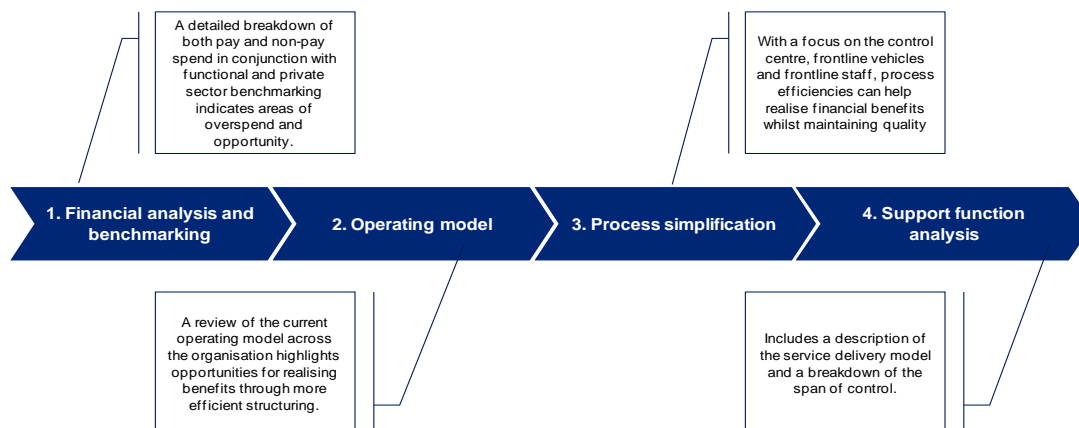 A detailed breakdown of
both pay and non-pay
spend in conjunction with
functional and private
sector benchmarking
indicates areas of
overspend and
opportunity.
With a focus on the control
centre, frontline vehicles
and frontline staff, process
efficiencies can help
realise financial benefits
whilst maintaining quality
1. Financial analysis and
benchmarking
2. Operating model
3. Process simplification
4. Support function
analysis
A review of the current
operating model across
the organisation highlights
opportunities for realising
benefits through more
efficient structuring.
Includes a description of
the service delivery model
and a breakdown of the
span of control.